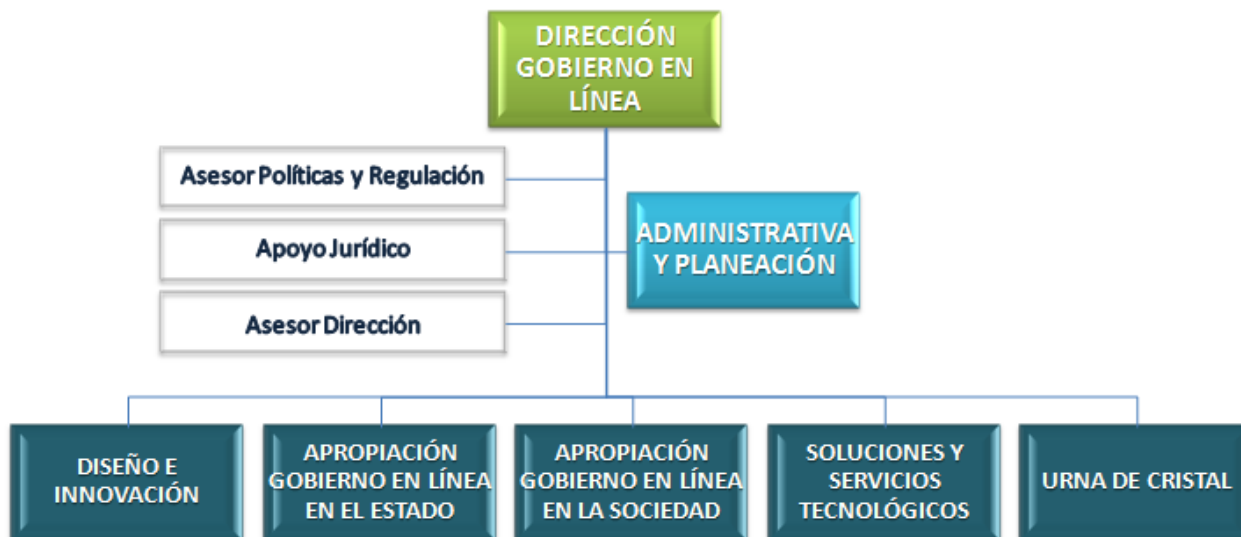 DIRECCIÓN
GOBIERNO EN
LÍNEA
Asesor Políticas y Regulación
Apoyo Jurídico
Asesor Dirección
ADMINISTRATIVA
Y PLANEACIÓN
DISEÑO E
INNOVACIÓN
APROPIACIÓN
GOBIERNO EN LÍNEA
EN EL ESTADO
APROPIACIÓN
GOBIERNO EN LÍNEA
EN LA SOCIEDAD
SOLUCIONES Y
SERVICIOS
TECNOLÓGICOS
URNA DE CRISTAL